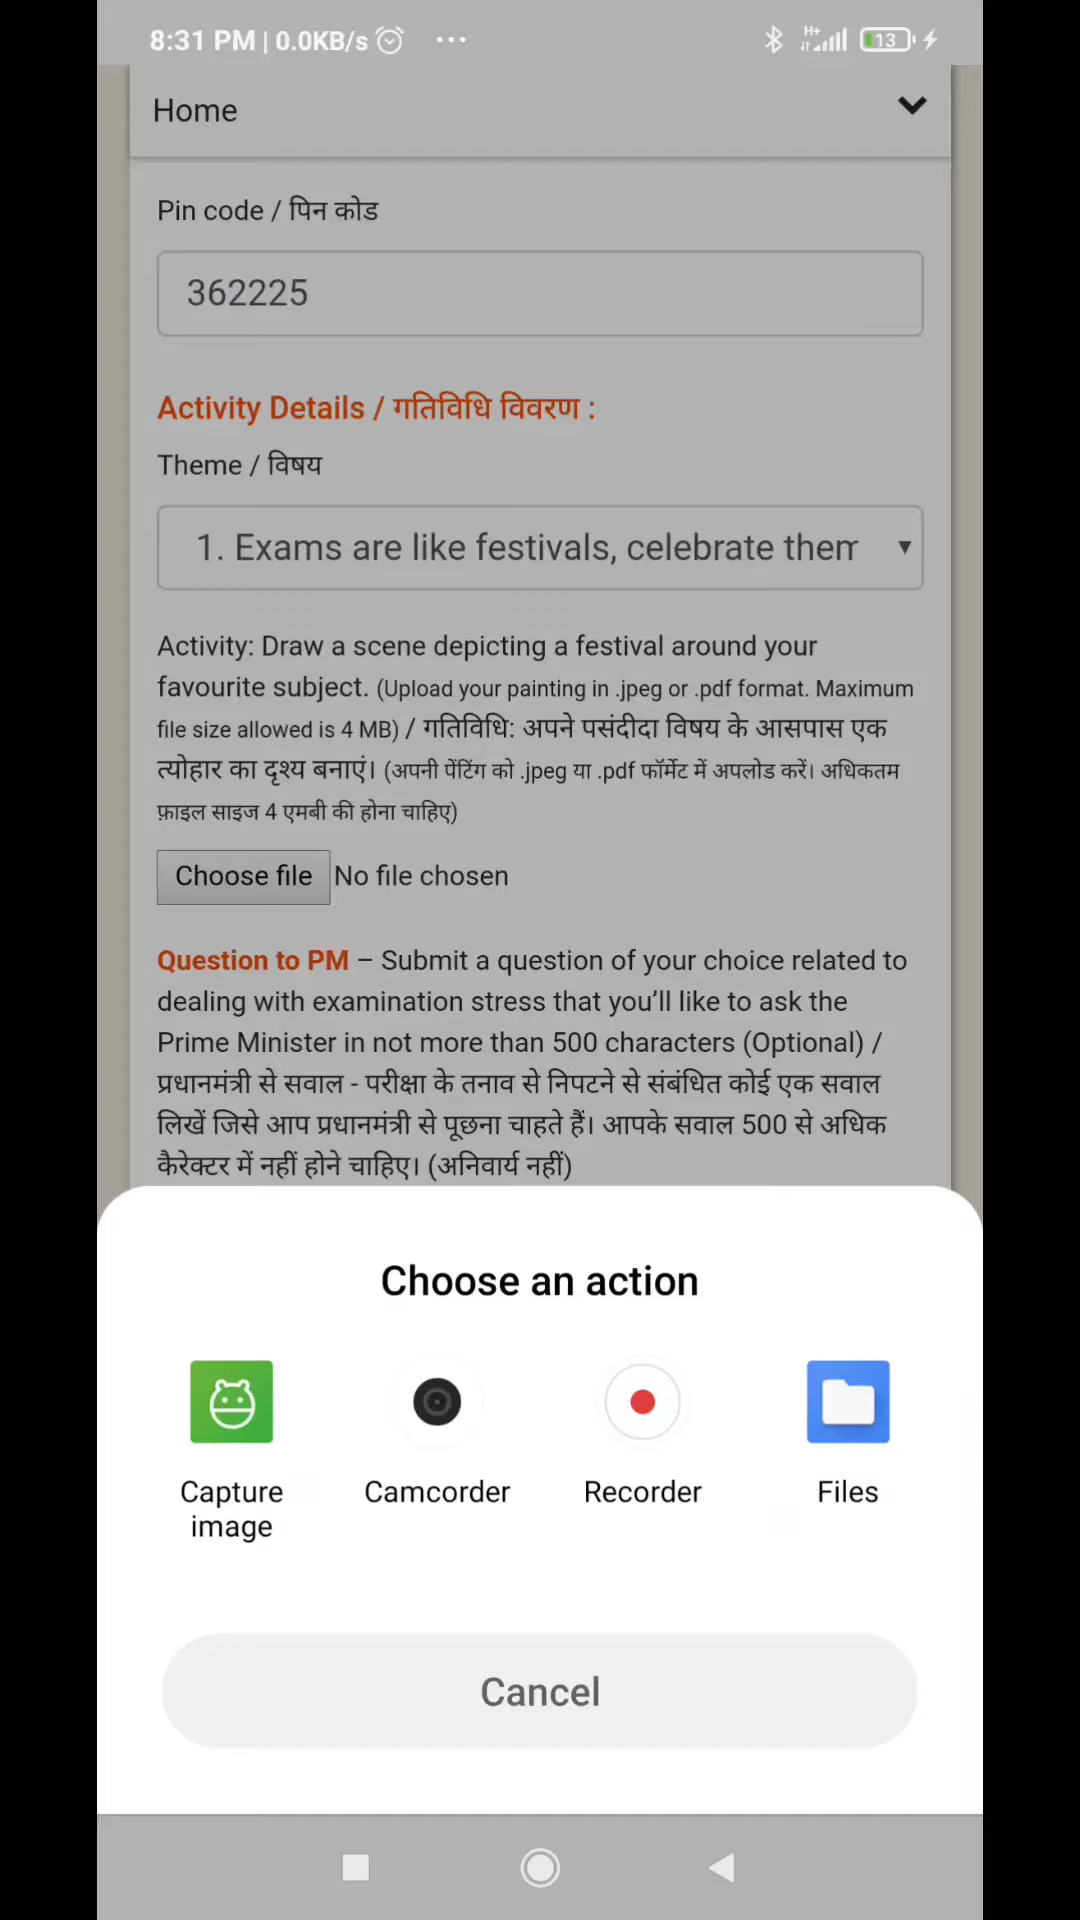 8:31 PM | 0.0KB/s ...
H+
13
Home
Pin code / पिन कोड
362225
Activity Details / गतिविधि विवरण :
Theme / विषय
1. Exams are like festivals, celebrate them
Activity: Draw a scene depicting a festival around your
favourite subject. (Upload your painting in .jpeg or .pdf format. Maximum
file size allowed is 4 MB) / गतिविधि: अपने पसंदीदा विषय के आसपास एक
त्योहार का दृश्य बनाएं। (अपनी पेंटिंग को .jpeg या .pdf फॉर्मेट में अपलोड करें। अधिकतम
फ़ाइल साइज 4 एमबी की होना चाहिए)
Choose file No file chosen
Question to PM – Submit a question of your choice related to
dealing with examination stress that you’ll like to ask the
Prime Minister in not more than 500 characters (Optional) /
प्रधानमंत्री से सवाल - परीक्षा के तनाव से निपटने से संबंधित कोई एक सवाल
लिखें जिसे आप प्रधानमंत्री से पूछना चाहते हैं। आपके सवाल 500 से अधिक
कैरेक्टर में नहीं होने चाहिए। (अनिवार्य नहीं)
Choose an action
Capture image
Camcorder
Recorder
Files
Cancel